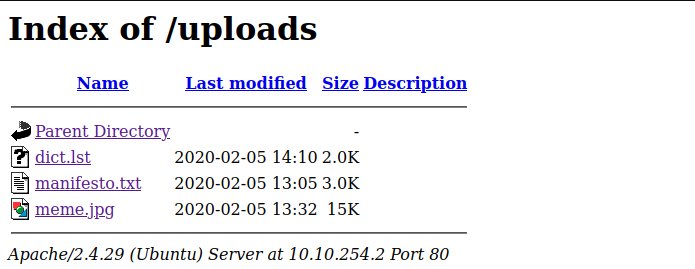 Index of /uploads
Name Last modified Size Description
Parent Directory -
dict.lst 2020-02-05 14:10 2.0K
manifesto.txt 2020-02-05 13:05 3.0K
meme.jpg 2020-02-05 13:32 15K
Apache/2.4.29 (Ubuntu) Server at 10.10.254.2 Port 80